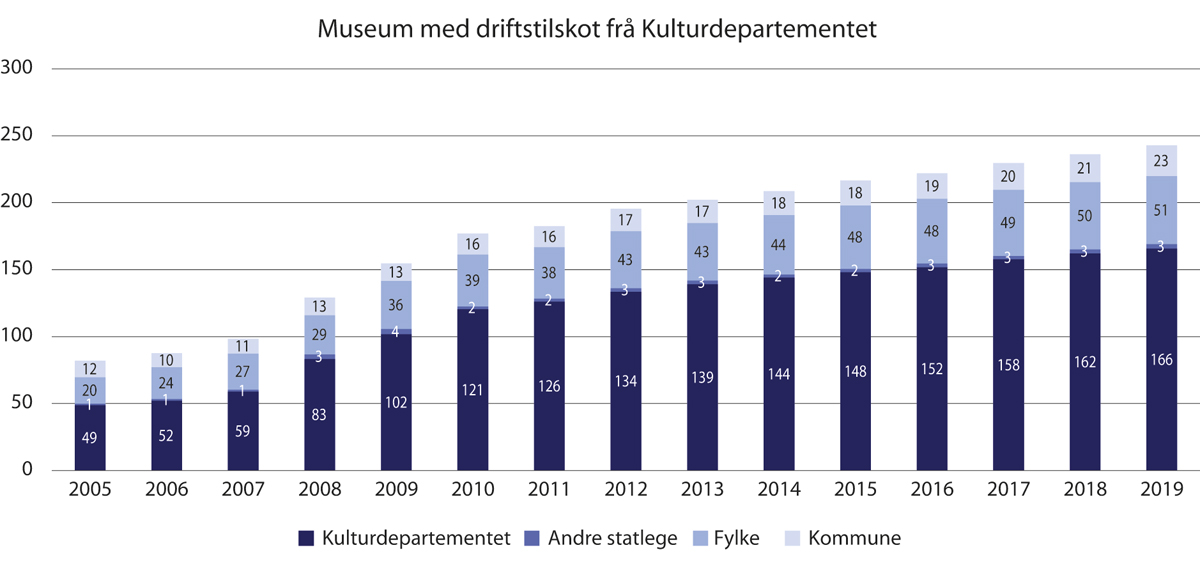 Museum med driftstilskot frå Kulturdepartementet
300
250
200
150
100
50
0
12 10 11 13 13 16 16 17 17 18 18 19 20 21 23
20 24 27 29 36 39 38 43 43 44 48 48 49 50 51
1 1 1 3 4 2 2 3 3 2 2 3 3 3 3
49 52 59 83 102 121 126 134 139 144 148 152 158 162 166
2005 2006 2007 2008 2009 2010 2011 2012 2013 2014 2015 2016 2017 2018 2019
Kulturdepartementet Andre statlege Fylke Kommune